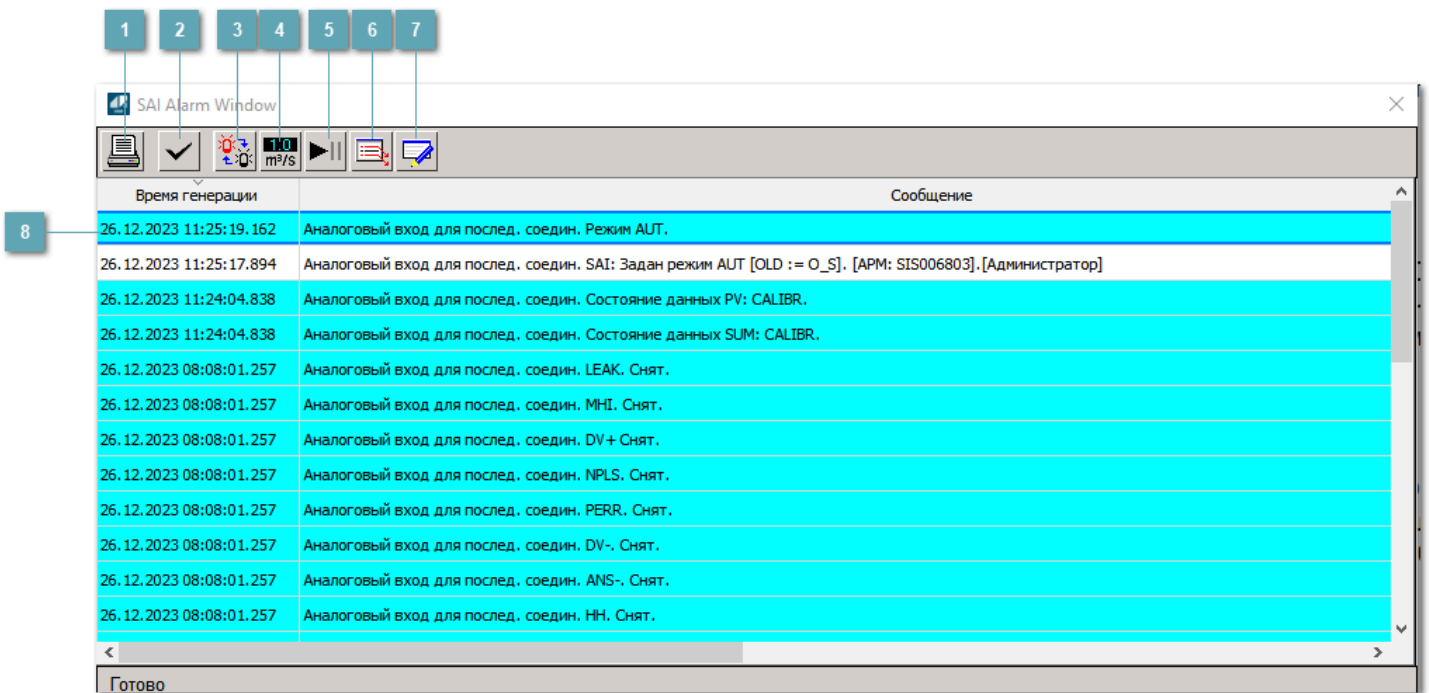 1 2 3 4 5 6 7
SAI Alarm Window
1.0
m³/s
Время генерации Сообщение
8
26.12.2023 11:25:19.162 Аналоговый вход для послед. соедин. Режим AUT.
26.12.2023 11:25:17.894 Аналоговый вход для послед. соедин. SAI: Задан режим AUT [OLD := O_S]. [АРМ: SIS006803].[Администратор]
26.12.2023 11:24:04.838 Аналоговый вход для послед. соедин. Состояние данных PV: CALIBR.
26.12.2023 11:24:04.838 Аналоговый вход для послед. соедин. Состояние данных SUM: CALIBR.
26.12.2023 08:08:01.257 Аналоговый вход для послед. соедин. LEAK. Снят.
26.12.2023 08:08:01.257 Аналоговый вход для послед. соедин. MHI. Снят.
26.12.2023 08:08:01.257 Аналоговый вход для послед. соедин. DV+ Снят.
26.12.2023 08:08:01.257 Аналоговый вход для послед. соедин. NPLS. Снят.
26.12.2023 08:08:01.257 Аналоговый вход для послед. соедин. PERR. Снят.
26.12.2023 08:08:01.257 Аналоговый вход для послед. соедин. DV-. Снят.
26.12.2023 08:08:01.257 Аналоговый вход для послед. соедин. ANS-. Снят.
26.12.2023 08:08:01.257 Аналоговый вход для послед. соедин. HH. Снят.
Готово